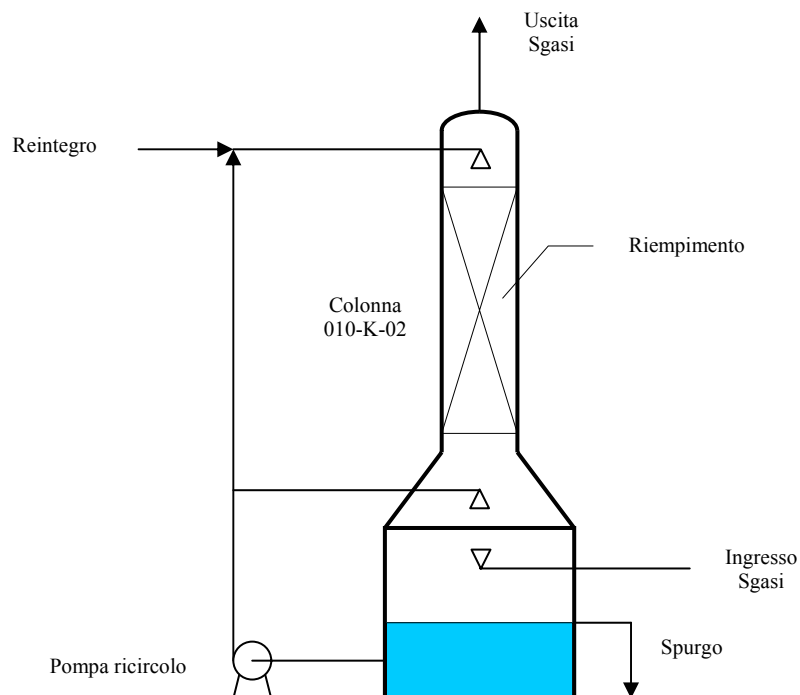 Uscita
Sgasi
Reintegro
Riempimento
Colonna
010-K-02
Ingresso
Sgasi
Spurgo
Pompa ricircolo